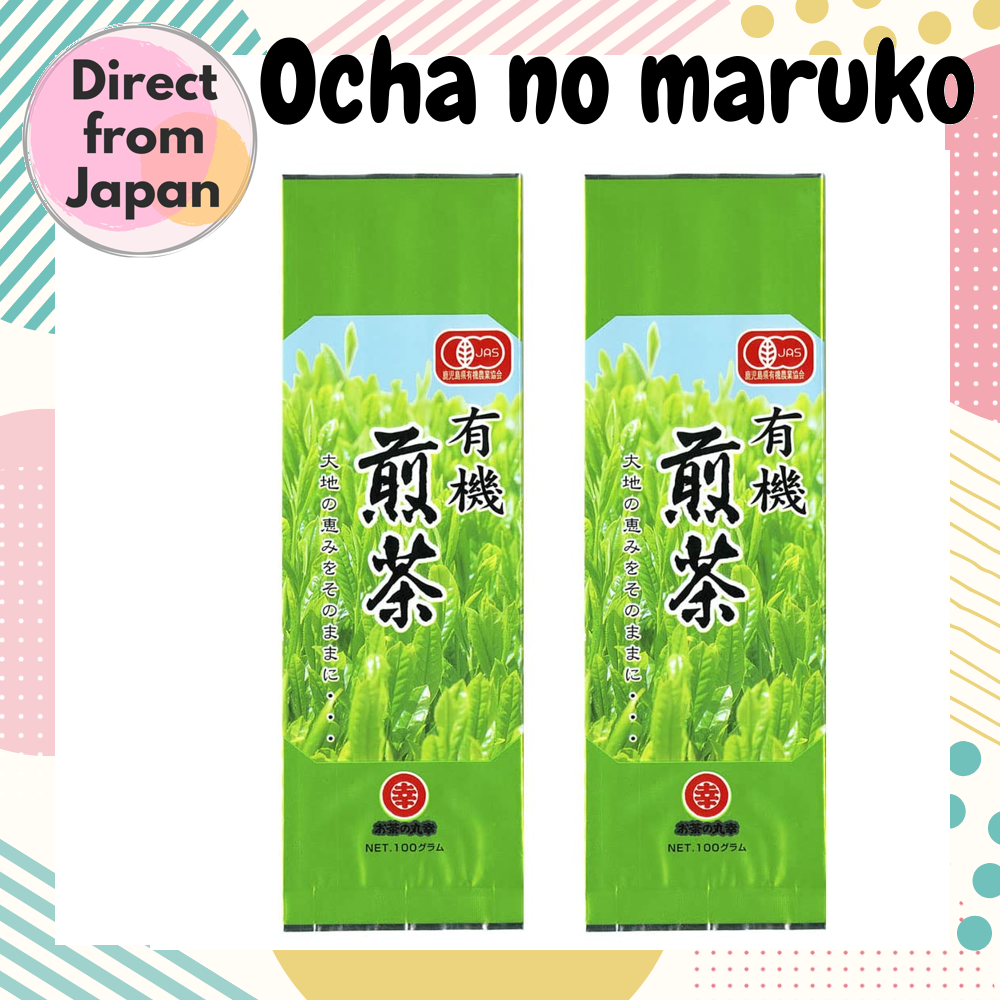 Direct
from
Japan
Ocha no maruko
JAS
鹿児島県有機農業協会
有機
煎茶
大地の恵みをそのままに・・・
幸
お茶の丸幸
NET.100グラム
JAS
鹿児島県有機農業協会
有機
煎茶
大地の恵みをそのままに・・・
幸
お茶の丸幸
NET.100グラム